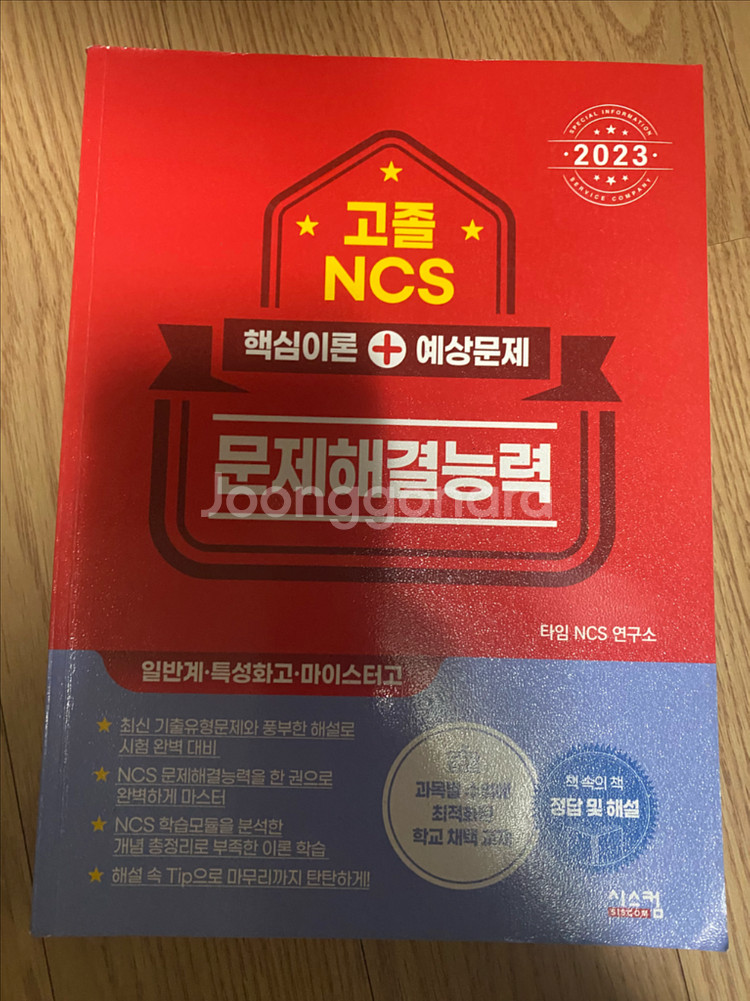 SPECIAL INFORMATION
2023
SERVICE COMPANY
고졸
NCS
핵심이론 + 예상문제
문제해결능력
Joonggonara
타임 NCS 연구소
일반계·특성화고·마이스터고
최신 기출유형문제와 풍부한 해설로
시험 완벽 대비
NCS 문제해결능력을 한 권으로
완벽하게 마스터
NCS 학습모듈을 분석한
개념 총정리로 부족한 이론 학습
해설 속 Tip으로 마무리까지 탄탄하게!
과목별
최적화된
학교 채택 교재
책 속의 책
정답 및 해설
시스컴
SISCOM